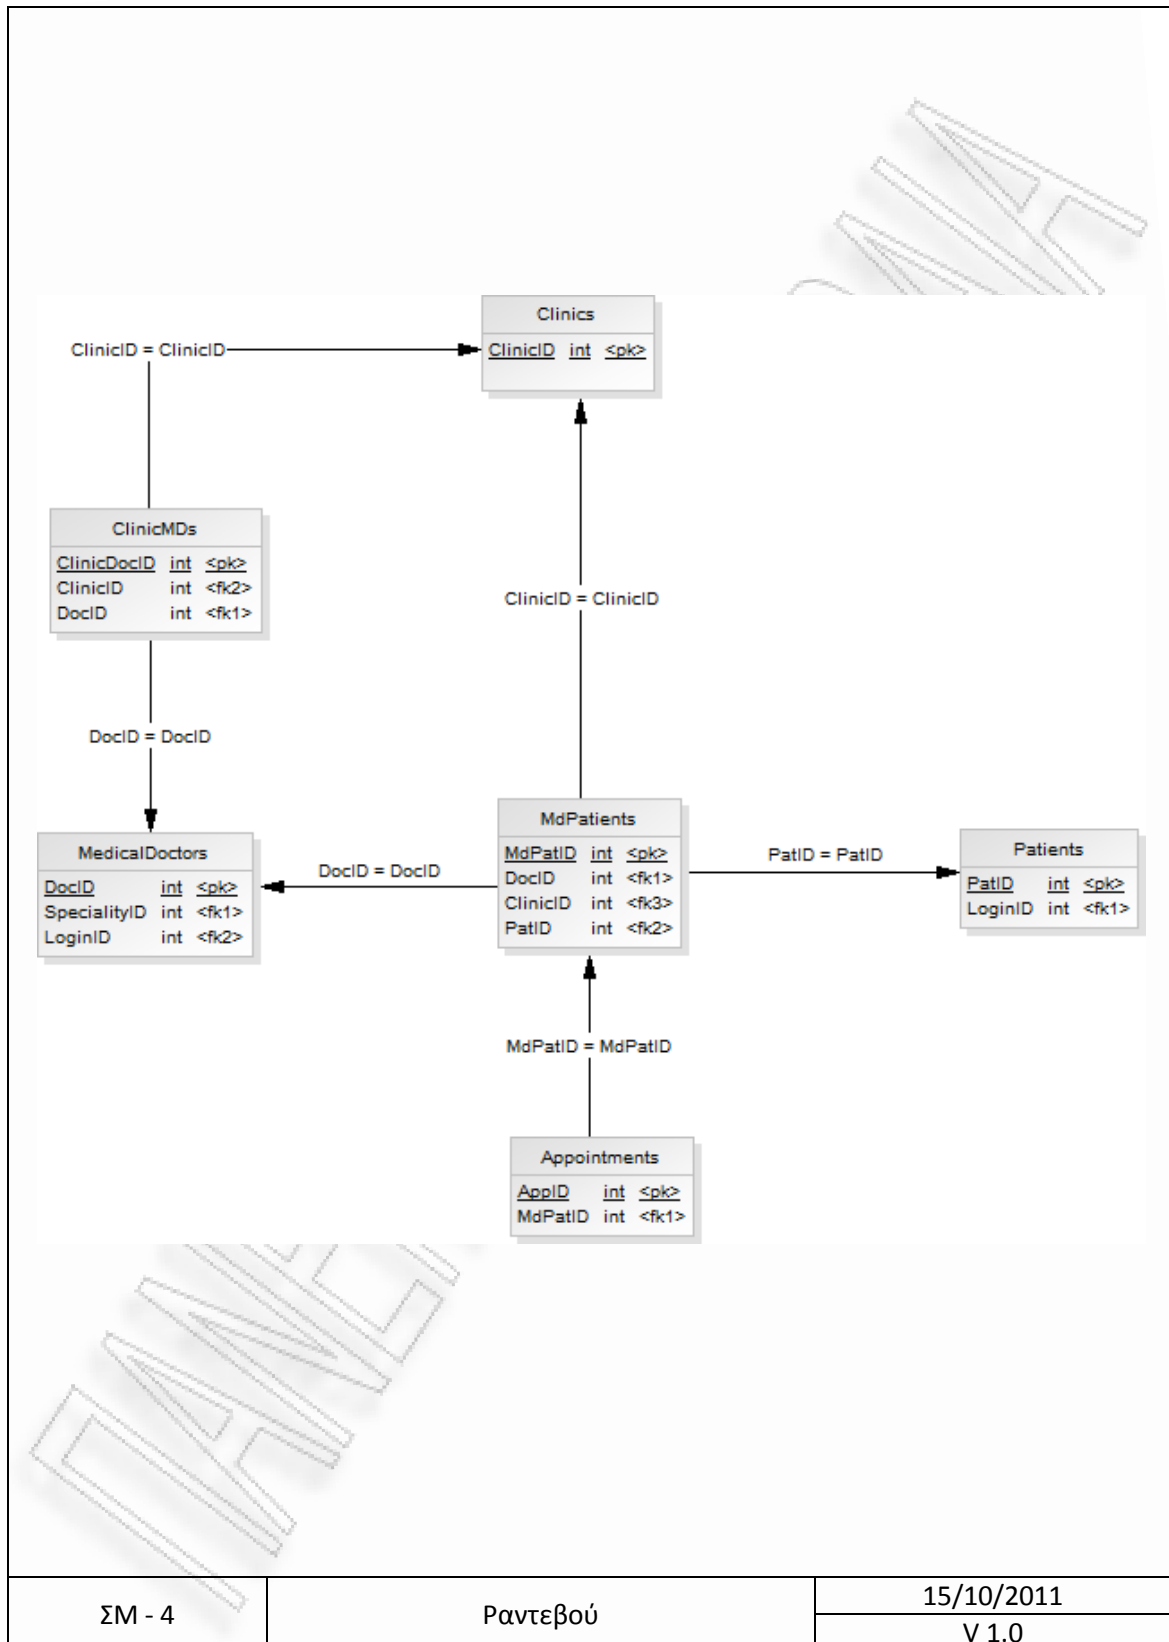 Clinics
ClinicID int <pk>
ClinicID = ClinicID
ClinicMDs
ClinicDocID int <pk>
ClinicID int <fk2>
DocID int <fk1>
ClinicID = ClinicID
DocID = DocID
MedicalDoctors
DocID int <pk>
SpecialityID int <fk1>
LoginID int <fk2>
DocID = DocID
MdPatients
MdPatID int <pk>
DocID int <fk1>
ClinicID int <fk3>
PatID int <fk2>
PatID = PatID
Patients
PatID int <pk>
LoginID int <fk1>
MdPatID = MdPatID
Appointments
AppID int <pk>
MdPatID int <fk1>
ΣΜ - 4
Ραντεβού
15/10/2011
V 1.0